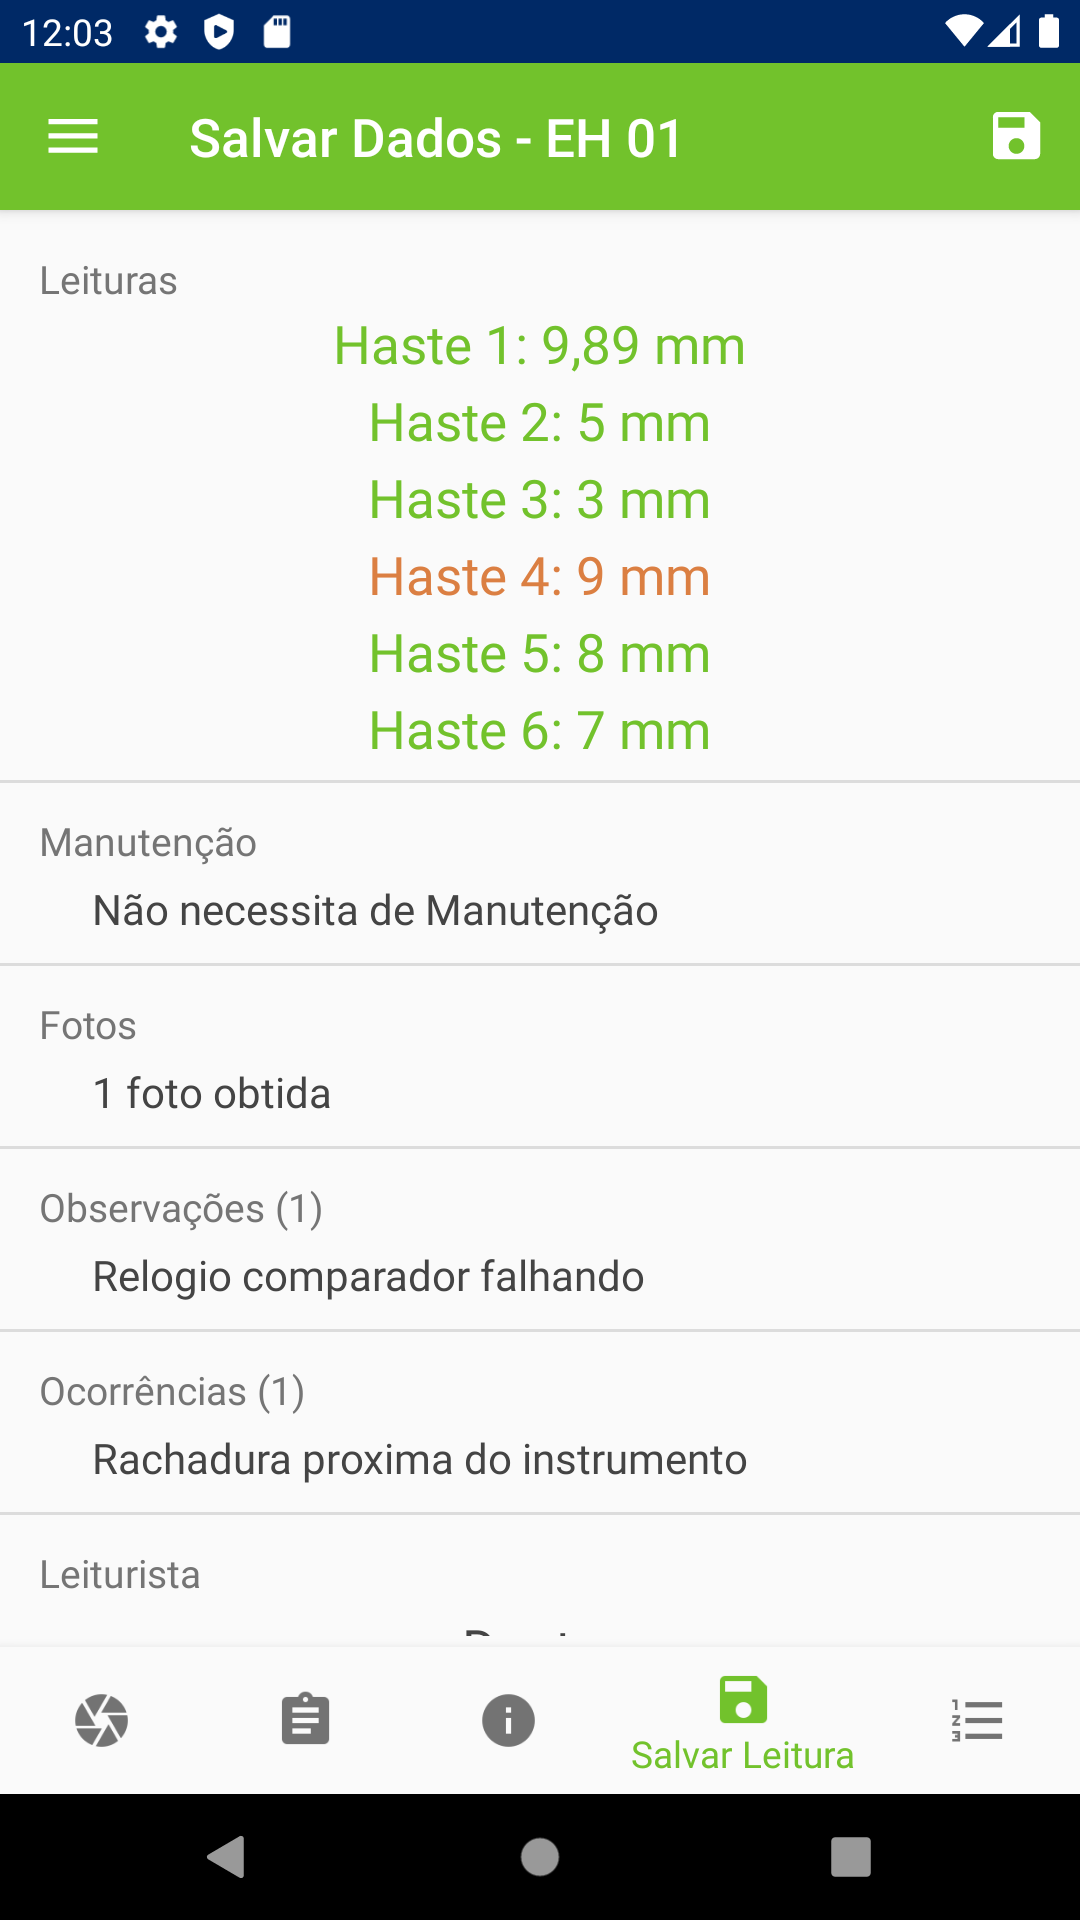 12:03
Salvar Dados - EH 01
Leituras
Haste 1: 9,89 mm
Haste 2: 5 mm
Haste 3: 3 mm
Haste 4: 9 mm
Haste 5: 8 mm
Haste 6: 7 mm
Manutenção
Não necessita de Manutenção
Fotos
1 foto obtida
Observações (1)
Relogio comparador falhando
Ocorrências (1)
Rachadura proxima do instrumento
Leiturista
Salvar Leitura